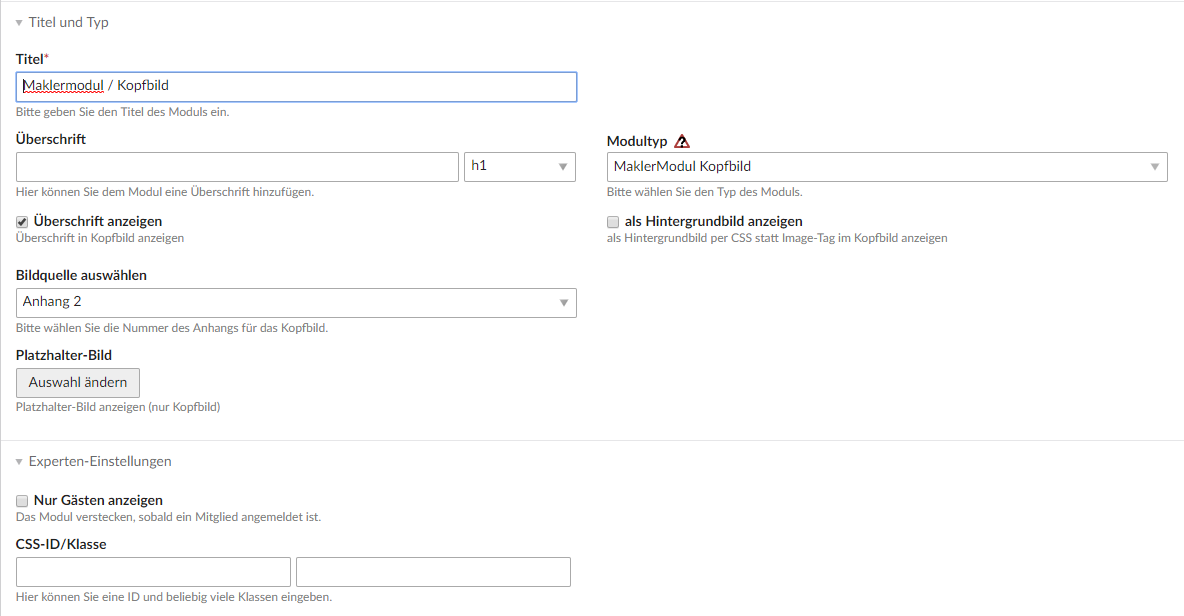 Titel und Typ
Titel*
Maklermodul / Kopfbild
Bitte geben Sie den Titel des Moduls ein.
Überschrift
h1
Hier können Sie dem Modul eine Überschrift hinzufügen.
Modultyp
MaklerModul Kopfbild
Bitte wählen Sie den Typ des Moduls.
Überschrift anzeigen
Überschrift in Kopfbild anzeigen
als Hintergrundbild anzeigen
als Hintergrundbild per CSS statt Image-Tag im Kopfbild anzeigen
Bildquelle auswählen
Anhang 2
Bitte wählen Sie die Nummer des Anhangs für das Kopfbild.
Platzhalter-Bild
Auswahl ändern
Platzhalter-Bild anzeigen (nur Kopfbild)
Experten-Einstellungen
Nur Gästen anzeigen
Das Modul verstecken, sobald ein Mitglied angemeldet ist.
CSS-ID/Klasse
Hier können Sie eine ID und beliebig viele Klassen eingeben.